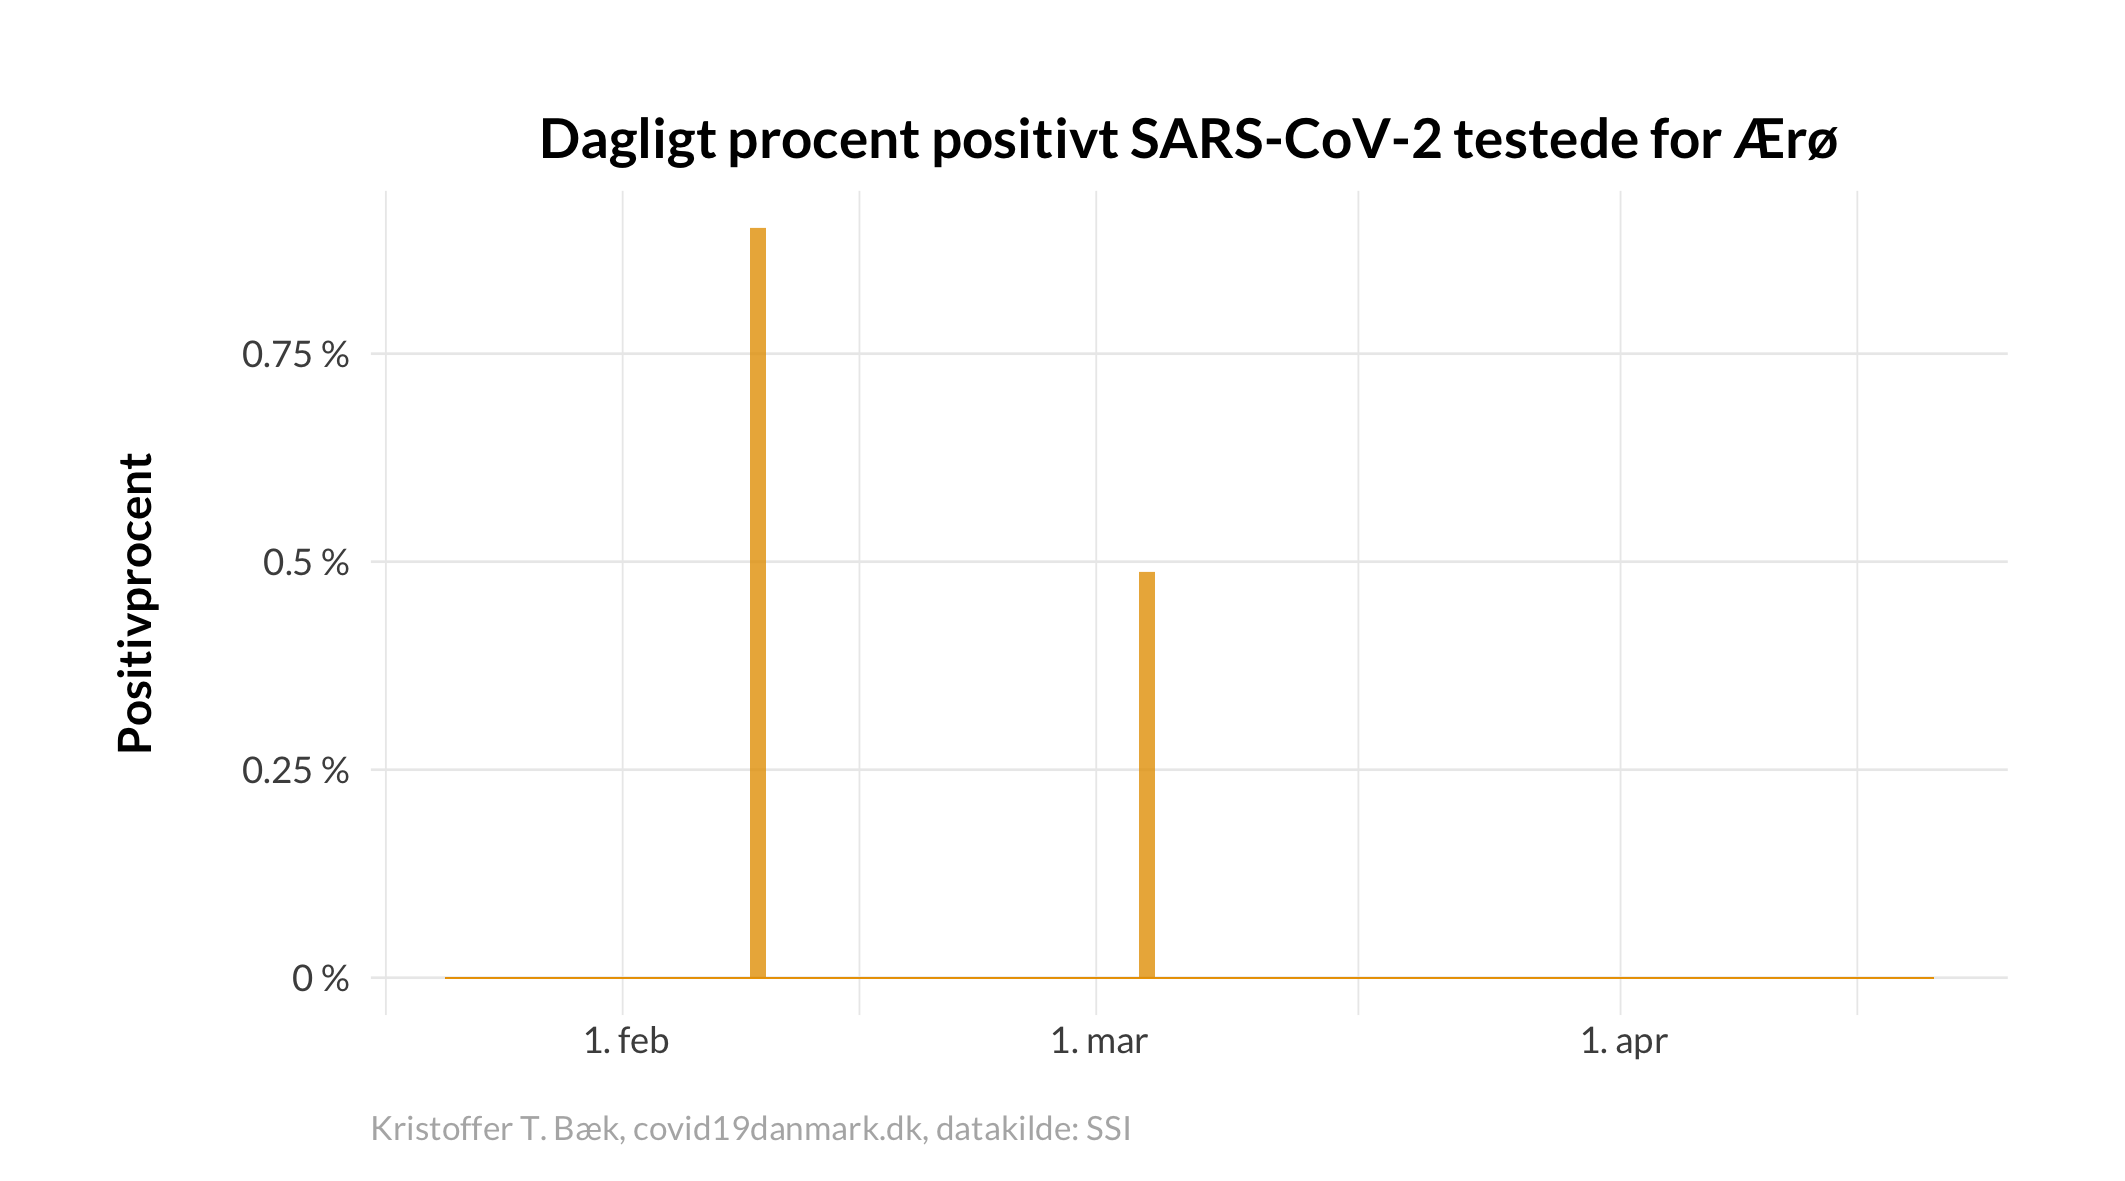 Dagligt procent positivt SARS-CoV-2 testede for Ærø
Positivprocent
0.75 %
0.5 %
0.25 %
0 %
1. feb
1. mar
1. apr
Kristoffer T. Bæk, covid19danmark.dk, datakilde: SSI